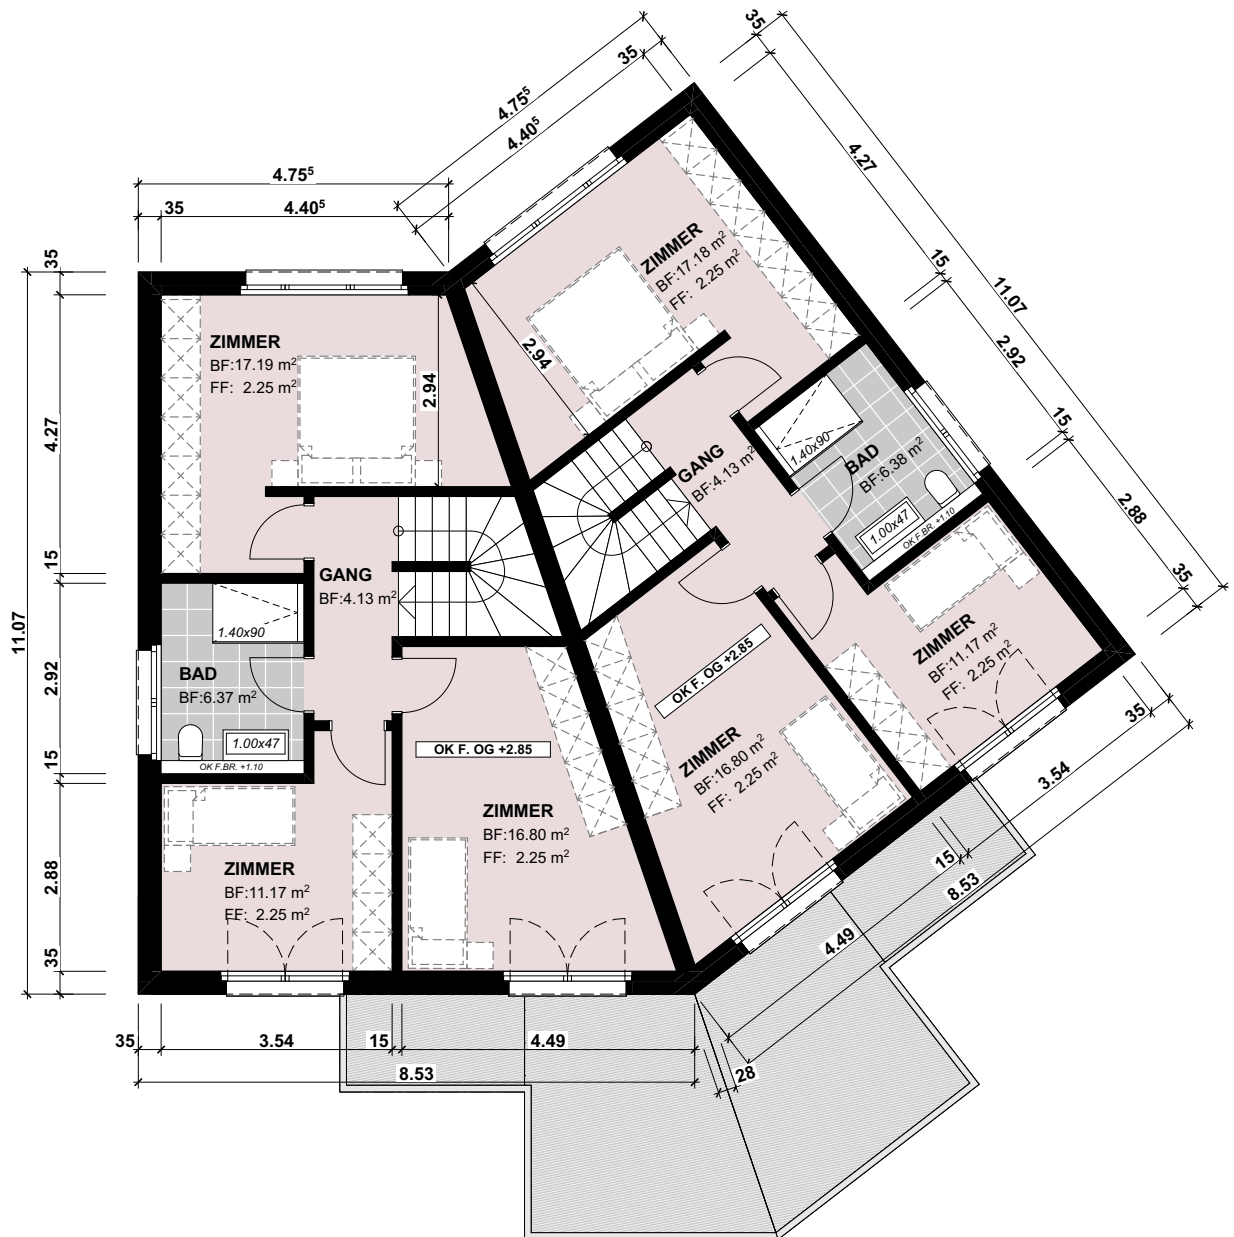 35
4.75⁵
4.40⁵
35
4.75⁵
35
4.40⁵
35
4.27
15
11.07
2.92
15
2.88
35
4.27
15
2.92
11.07
15
2.88
35
ZIMMER
BF:17.19 m²
FF: 2.25 m²
2.94
ZIMMER
BF:17.18 m²
FF: 2.25 m²
2.94
GANG
BF:4.13 m²
GANG
BF:4.13 m²
1.40x90
BAD
BF:6.37 m²
1.00x47
OK F.BR. +1.10
1.40x90
BAD
BF:6.38 m²
1.00x47
OK F.BR. +1.10
OK F. OG +2.85
ZIMMER
BF:16.80 m²
FF: 2.25 m²
ZIMMER
BF:11.17 m²
FF: 2.25 m²
OK F. OG +2.85
ZIMMER
BF:16.80 m²
FF: 2.25 m²
ZIMMER
BF:11.17 m²
FF: 2.25 m²
35
3.54
15
8.53
4.49
28
35
3.54
15
4.49
8.53